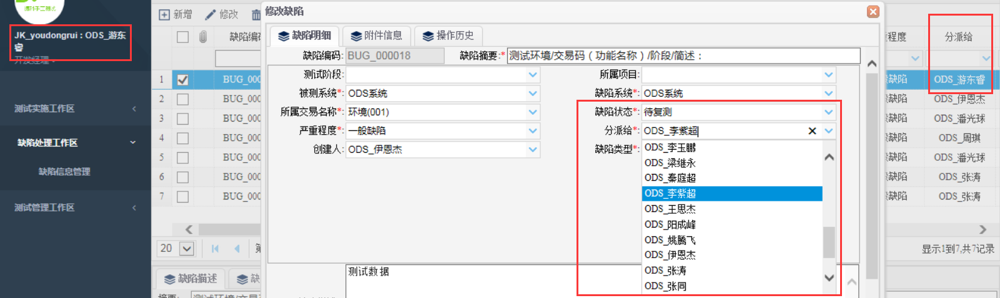 源科手工测试
JK_youdongrui : ODS_游东
睿
开发经理
测试实施工作区
缺陷处理工作区
缺陷信息管理
测试管理工作区
新增 修改
缺陷编
1 BUG_000
2 BUG_000
3 BUG_000
4 BUG_000
5 BUG_000
6 BUG_000
7 BUG_000
20 第
缺陷描述 缺
摘要: 测试环境/交易
修改缺陷
缺陷明细 附件信息 操作历史
缺陷编码: BUG_000018 缺陷摘要:* 测试环境/交易码（功能名称）/阶段/简述：
测试阶段: 所属项目:
被测系统*: ODS系统 缺陷系统*: ODS系统
所属交易名称*: 环境(001) 缺陷状态*: 待复测
严重程度*: 一般缺陷 分派给*: ODS_李紫超
创建人: ODS_伊恩杰 缺陷类型*:
ODS_李玉鹏
ODS_梁继永
ODS_秦庭超
ODS_李紫超
ODS_王思杰
ODS_阳成峰
ODS_姚腾飞
ODS_伊恩杰
ODS_张涛
ODS_张同
测试数据
程度 分派给
缺陷 ODS_游东睿
缺陷 ODS_伊恩杰
缺陷 ODS_潘光球
缺陷 ODS_周琪
缺陷 ODS_潘光球
缺陷 ODS_张涛
缺陷 ODS_张涛
显示1到7,共7记录